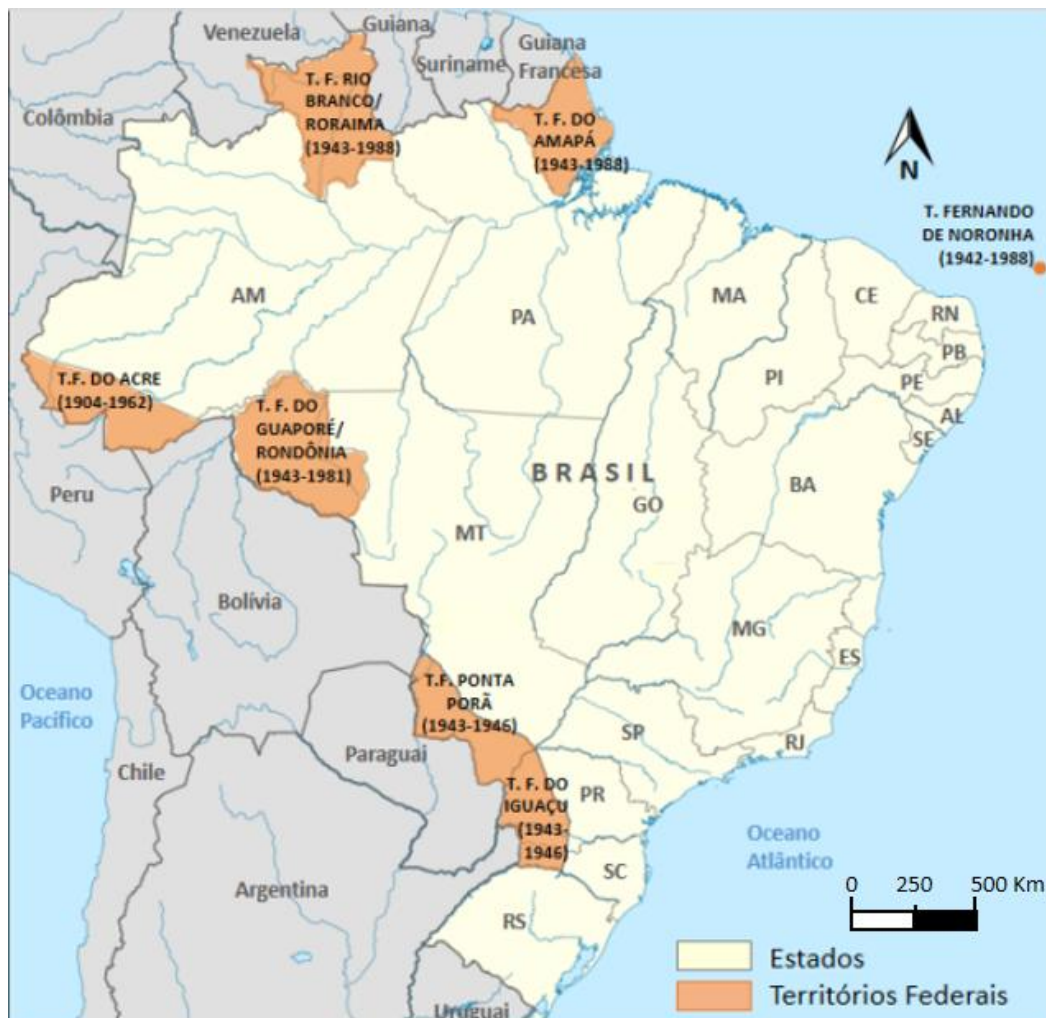 Venezuela
Guiana
Suriname
Guiana
Francesa
Colômbia
T. F. RIO
BRANCO/
RORAIMA
(1943-1988)
T. F. DO
AMAPÁ
(1943-1988)
N
T. FERNANDO
DE NORONHA
(1942-1988)
AM
PA
MA
CE
RN
PB
PE
PI
AL
SE
T.F. DO ACRE
(1904-1962)
T. F. DO
GUAPORÉ/
RONDÔNIA
(1943-1981)
BRASIL
Peru
BA
GO
MT
Bolívia
MG
ES
Oceano
Pacífico
T.F. PONTA
PORÃ
(1943-1946)
SP
RJ
Paraguai
Chile
T. F. DO
IGUAÇU
(1943-
1946)
PR
Oceano
Atlântico
SC
Argentina
RS
0 250 500 Km
Estados
Territórios Federais
Uruguai